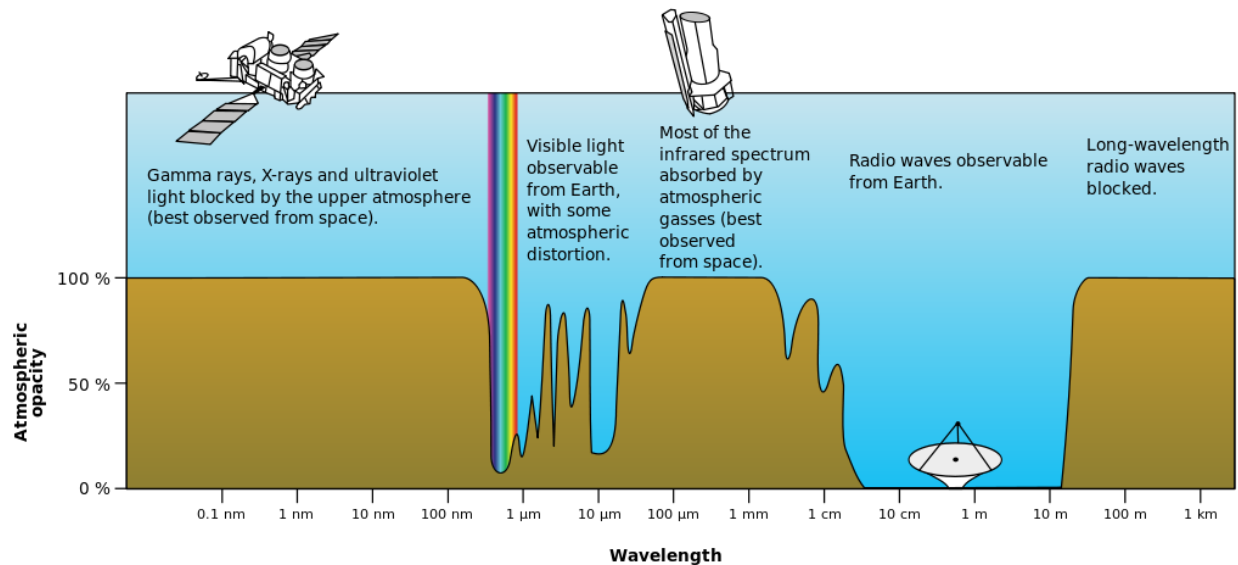 Gamma rays, X-rays and ultraviolet
light blocked by the upper atmosphere
(best observed from space).
Visible light
observable
from Earth,
with some
atmospheric
distortion.
Most of the
infrared spectrum
absorbed by
atmospheric
gasses (best
observed
from space).
Radio waves observable
from Earth.
Long-wavelength
radio waves
blocked.
Atmospheric
opacity
100 %
50 %
0 %
0.1 nm
1 nm
10 nm
100 nm
1 µm
10 µm
100 µm
1 mm
1 cm
10 cm
1 m
10 m
100 m
1 km
Wavelength